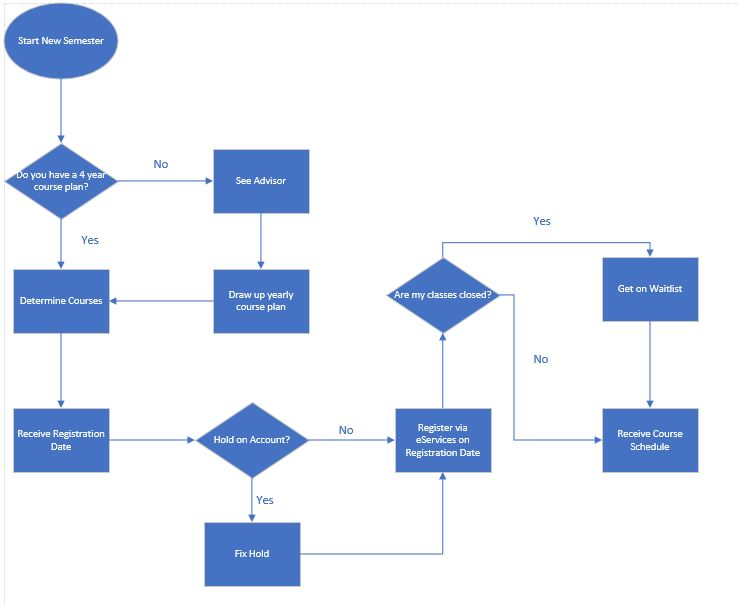 Start New Semester
Do you have a 4 year
course plan?
No
See Advisor
Yes
Determine Courses
Draw up yearly
course plan
Receive Registration
Date
Hold on Account?
No
Yes
Fix Hold
Register via
eServices on
Registration Date
Are my classes closed?
Yes
Get on Waitlist
No
Receive Course
Schedule